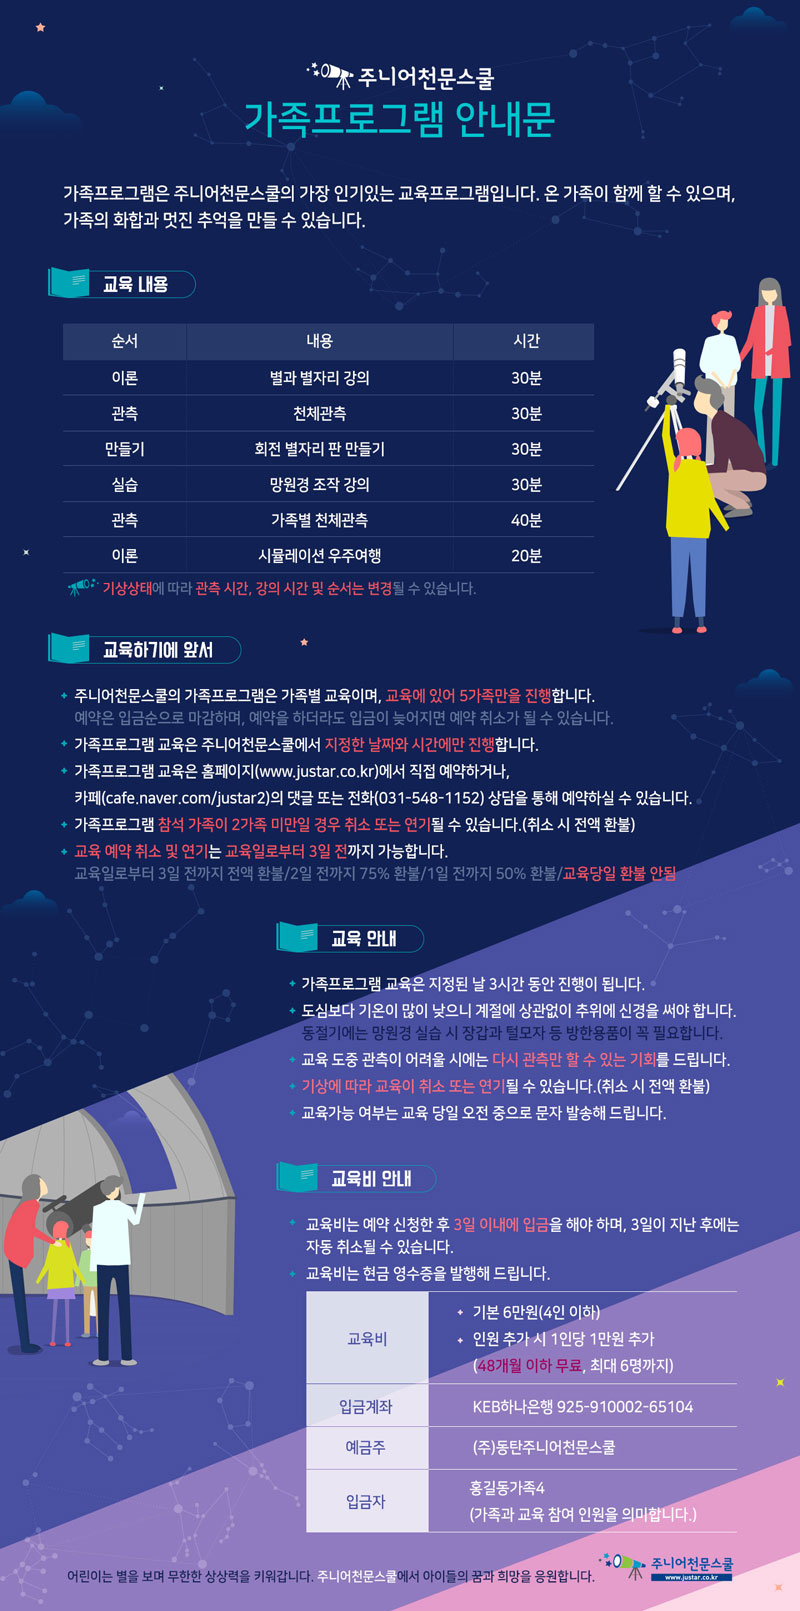 주니어천문스쿨
가족프로그램 안내문
가족프로그램은 주니어천문스쿨의 가장 인기있는 교육프로그램입니다. 온 가족이 함께 할 수 있으며,
가족의 화합과 멋진 추억을 만들 수 있습니다.
교육 내용
순서 내용 시간
이론 별과 별자리 강의 30분
관측 천체관측 30분
만들기 회전 별자리 판 만들기 30분
실습 망원경 조작 강의 30분
관측 가족별 천체관측 40분
이론 시뮬레이션 우주여행 20분
기상상태에 따라 관측 시간, 강의 시간 및 순서는 변경될 수 있습니다.
교육하기에 앞서
주니어천문스쿨의 가족프로그램은 가족별 교육이며, 교육에 있어 5가족만을 진행합니다.
예약은 입금순으로 마감하며, 예약을 하더라도 입금이 늦어지면 예약 취소가 될 수 있습니다.
가족프로그램 교육은 주니어천문스쿨에서 지정한 날짜와 시간에만 진행합니다.
가족프로그램 교육은 홈페이지(www.justar.co.kr)에서 직접 예약하거나,
카페(cafe.naver.com/justar2)의 댓글 또는 전화(031-548-1152) 상담을 통해 예약하실 수 있습니다.
가족프로그램 참석 가족이 2가족 미만일 경우 취소 또는 연기될 수 있습니다.(취소 시 전액 환불)
교육 예약 취소 및 연기는 교육일로부터 3일 전까지 가능합니다.
교육일로부터 3일 전까지 전액 환불/2일 전까지 75% 환불/1일 전까지 50% 환불/교육당일 환불 안됨
교육 안내
가족프로그램 교육은 지정된 날 3시간 동안 진행이 됩니다.
도심보다 기온이 많이 낮으니 계절에 상관없이 추위에 신경을 써야 합니다.
동절기에는 망원경 실습 시 장갑과 털모자 등 방한용품이 꼭 필요합니다.
교육 도중 관측이 어려울 시에는 다시 관측만 할 수 있는 기회를 드립니다.
기상에 따라 교육이 취소 또는 연기될 수 있습니다.(취소 시 전액 환불)
교육가능 여부는 교육 당일 오전 중으로 문자 발송해 드립니다.
교육비 안내
교육비는 예약 신청한 후 3일 이내에 입금을 해야 하며, 3일이 지난 후에는
자동 취소될 수 있습니다.
교육비는 현금 영수증을 발행해 드립니다.
교육비
기본 6만원(4인 이하)
인원 추가 시 1인당 1만원 추가
(48개월 이하 무료, 최대 6명까지)
입금계좌 KEB하나은행 925-910002-65104
예금주 (주)동탄주니어천문스쿨
입금자
홍길동가족4
(가족과 교육 참여 인원을 의미합니다.)
어린이는 별을 보며 무한한 상상력을 키워갑니다. 주니어천문스쿨에서 아이들의 꿈과 희망을 응원합니다.
주니어천문스쿨
www.justar.co.kr